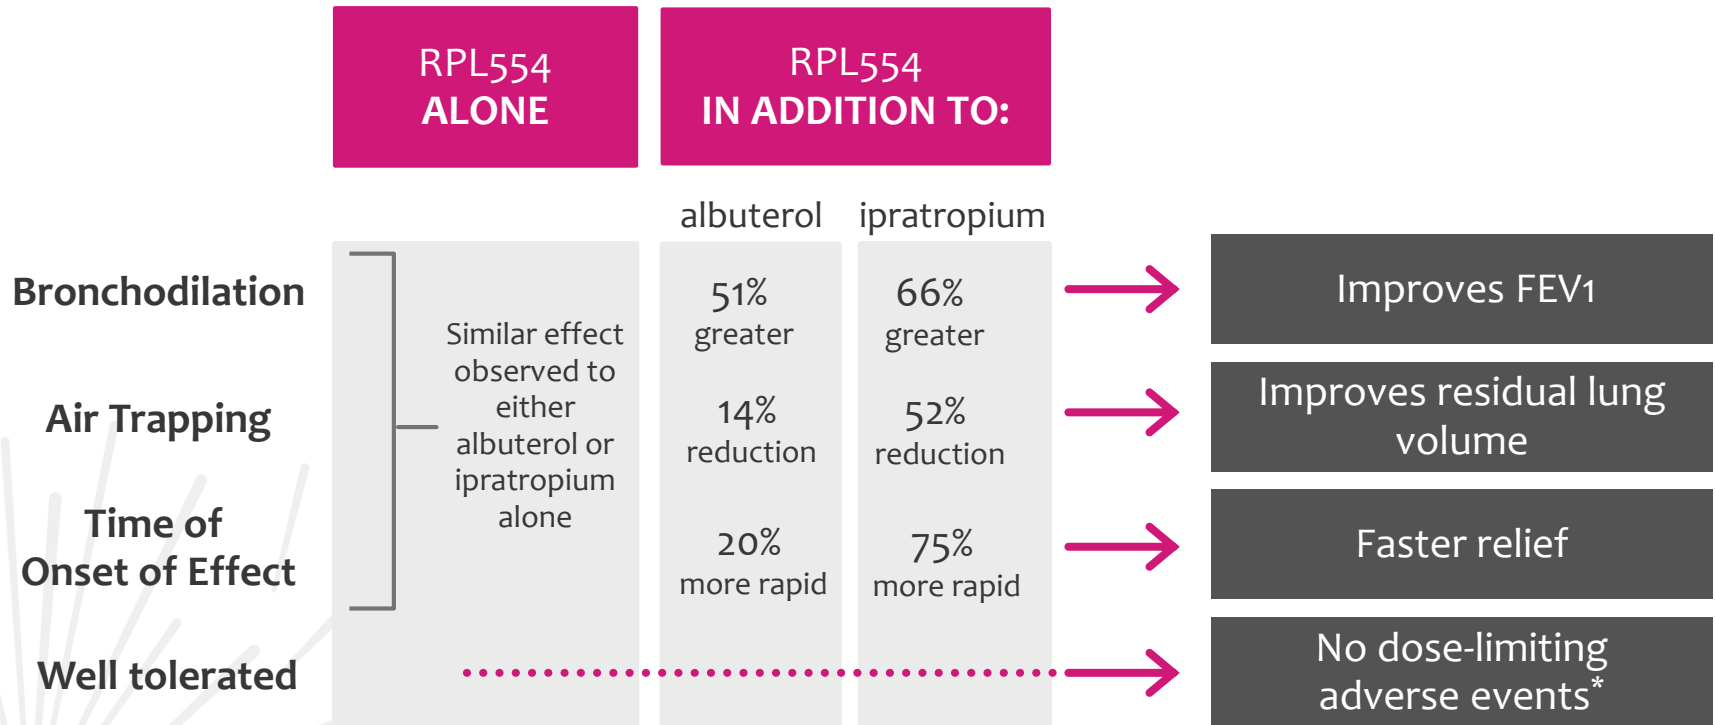 RPL554
ALONE
RPL554
IN ADDITION TO:
albuterol
ipratropium
Bronchodilation
51%
greater
66%
greater
Improves FEV1
Similar effect
observed to
either
albuterol or
ipratropium
alone
Air Trapping
14%
reduction
52%
reduction
Improves residual lung
volume
Time of
Onset of Effect
20%
more rapid
75%
more rapid
Faster relief
Well tolerated
No dose-limiting
adverse events*